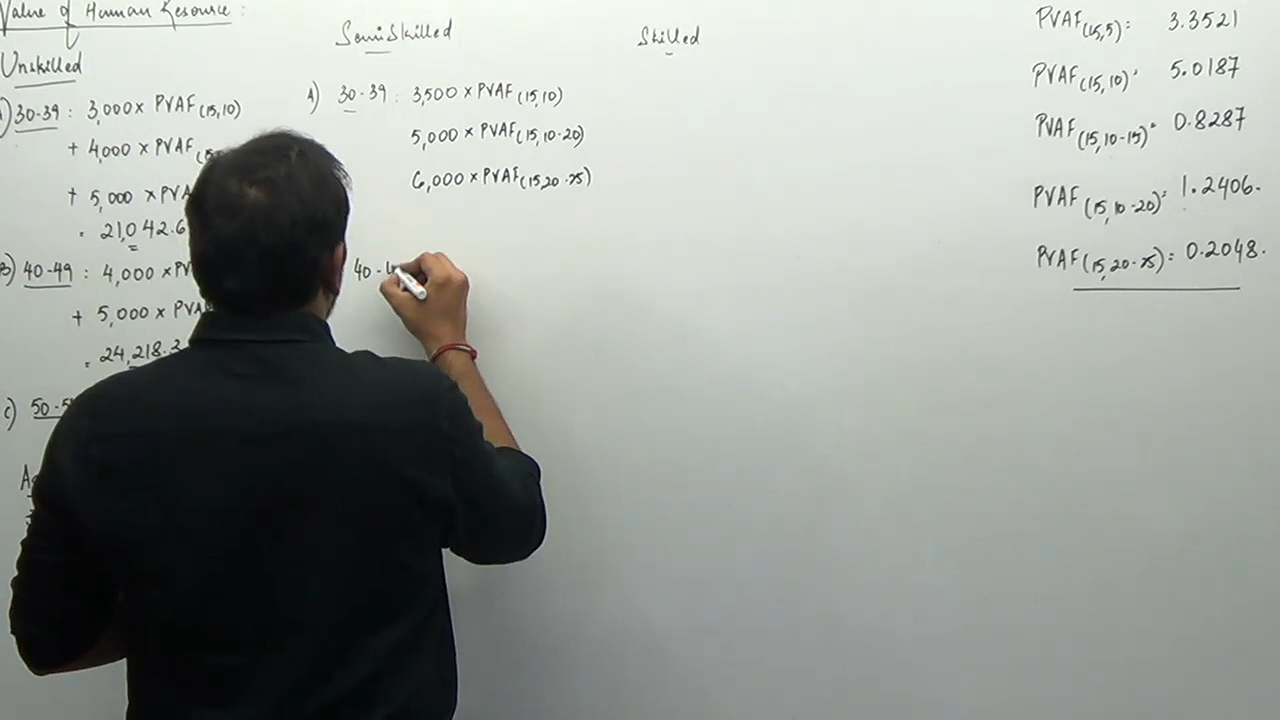 Value of Human Resource :
Unskilled
30-39 : 3,000 x PVAF(15,10)
+ 4,000 x PVAF
+ 5,000 x PVA
= 21,042.6
B) 40-49 : 4,000 x PV
+ 5,000 x PVA
= 24,218.2
c) 50-5
A
Semi Skilled
A) 30-39 : 3,500 x PVAF(15,10)
5,000 x PVAF(15,10-20)
6,000 x PVAF(15,20-25)
40-4
Skilled
PVAF(15,5): 3.3521
PVAF(15,10): 5.0187
PVAF(15,10-15)= 0.8287
PVAF(15,10-20)= 1.2406.
PVAF(15,20-25)= 0.2048.